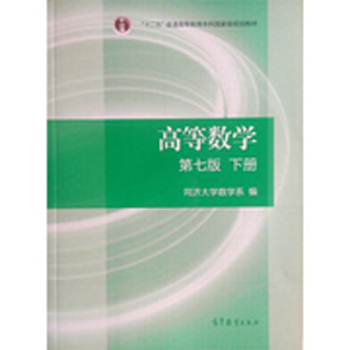 “十二五”普通高等教育本科国家级规划教材
高等数学
第七版 下册
同济大学数学系 编
高等教育出版社